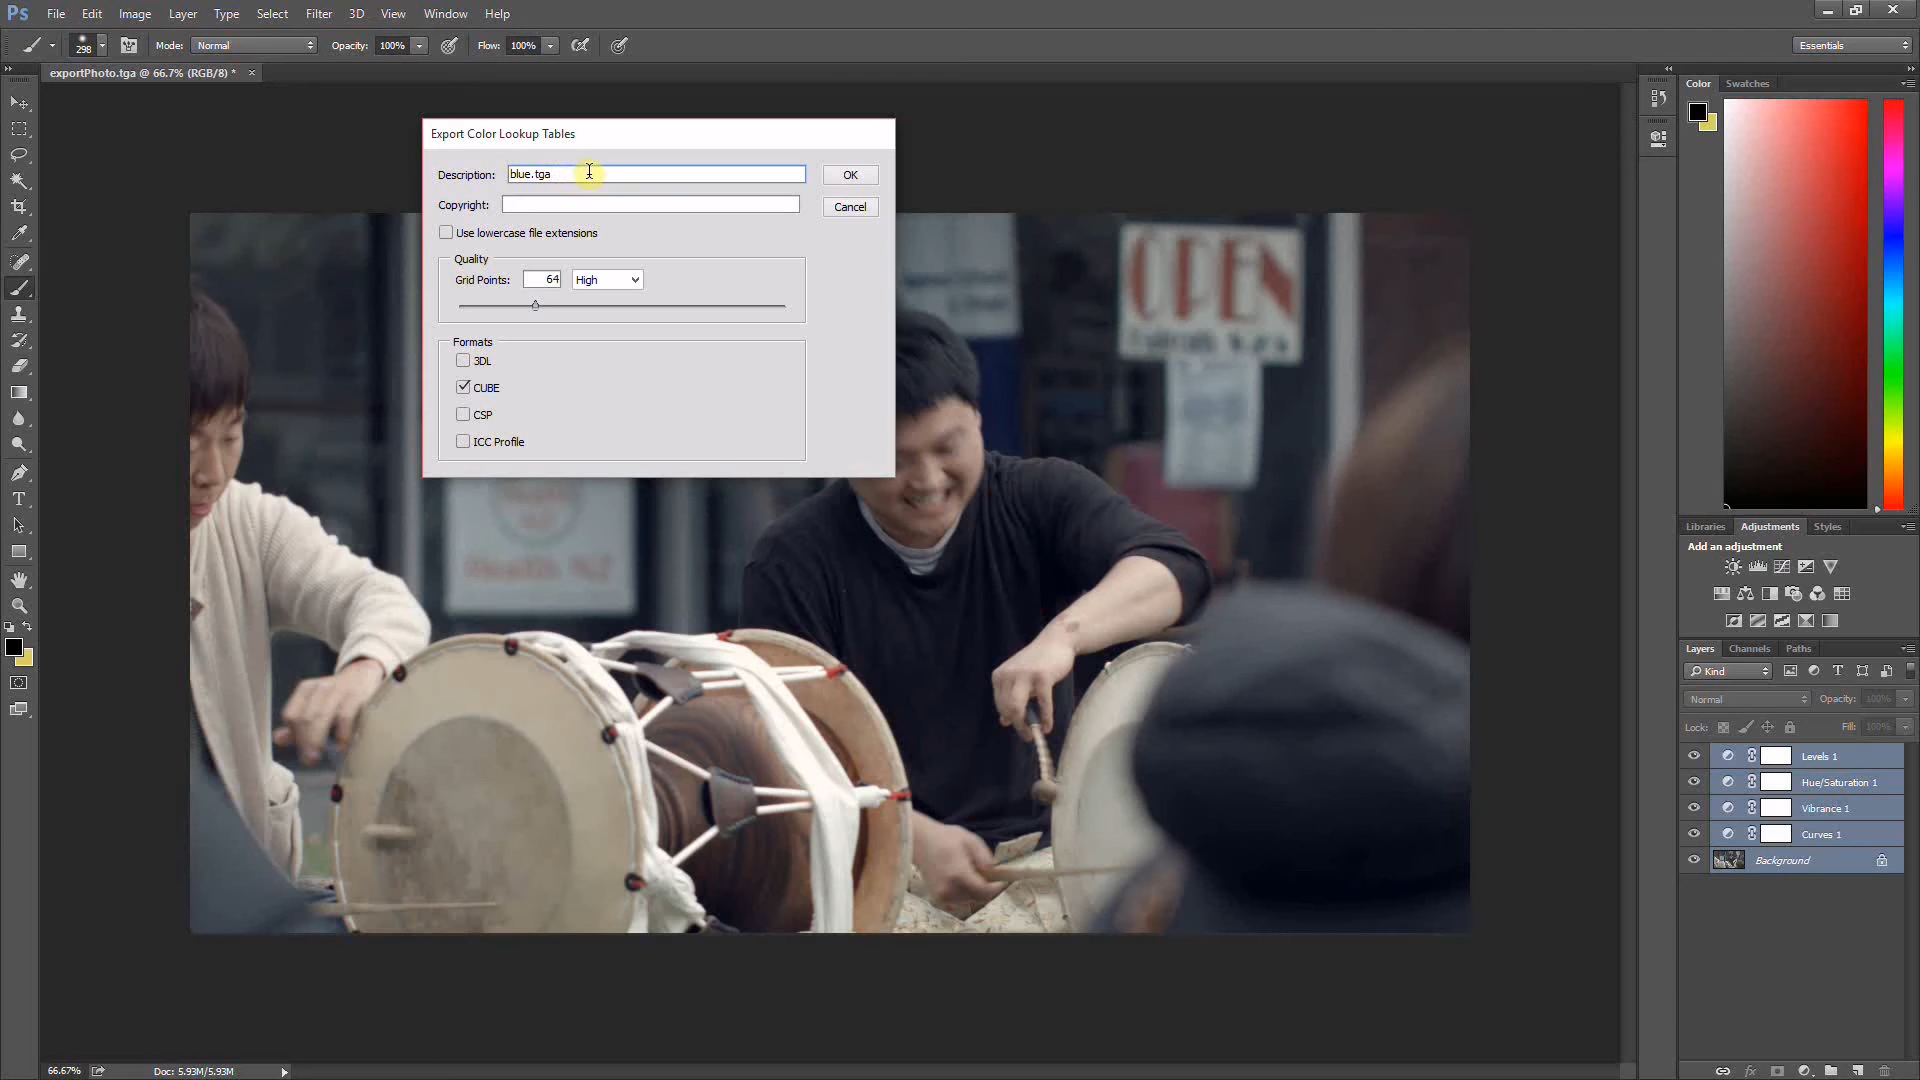 Ps File Edit Image Layer Type Select Filter 3D View Window Help
298 Mode: Normal Opacity: 100% Flow: 100% Essentials
exportPhoto.tga @ 66.7% (RGB/8) * ×
Color Swatches
Export Color Lookup Tables
Description: blue.tga OK
Copyright: Cancel
Use lowercase file extensions
Quality
Grid Points: 64 High
Formats
3DL
CUBE
CSP
ICC Profile
OPEN
Health NZ
Libraries Adjustments Styles
Add an adjustment
Layers Channels Paths
Kind
Normal Opacity: 100%
Lock: Fill: 100%
Levels 1
Hue/Saturation 1
Vibrance 1
Curves 1
Background
66.67% Doc: 5.93M/5.93M